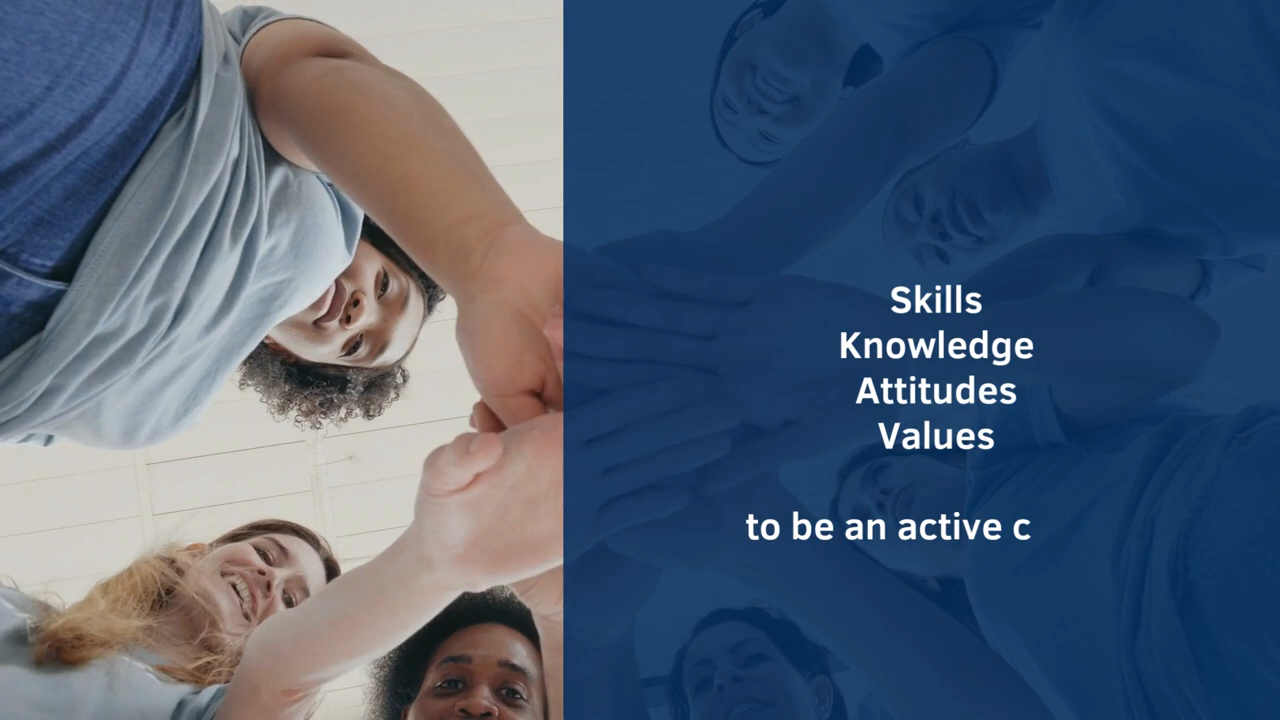 Skills
Knowledge
Attitudes
Values
to be an active c